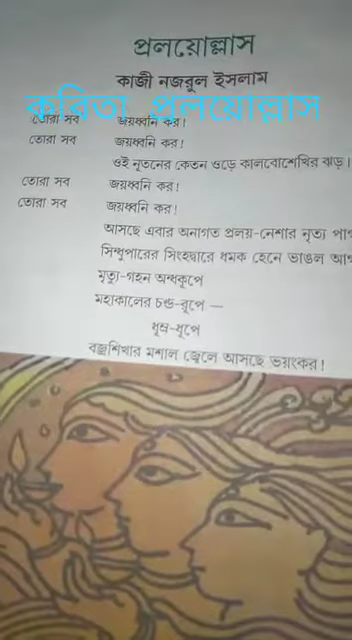 প্রলয়োল্লাস
কাজী নজরুল ইসলাম
কবিতা প্রলয়োল্লাস
তোরা সব জয়ধ্বনি কর!
তোরা সব জয়ধ্বনি কর!
ওই নূতনের কেতন ওড়ে কালবোশেখির ঝড়।
তোরা সব জয়ধ্বনি কর!
তোরা সব জয়ধ্বনি কর!
আসছে এবার অনাগত প্রলয়-নেশার নৃত্য
সিন্ধুপারের সিংহদ্বারে ধমক হেনে ভাঙল
মৃত্যু-গহন অন্ধকূপে
মহাকালের চণ্ড-রূপে —
ধূম্র-ধূপে
বজ্রশিখার মশাল জ্বেলে আসছে ভয়ংকর!